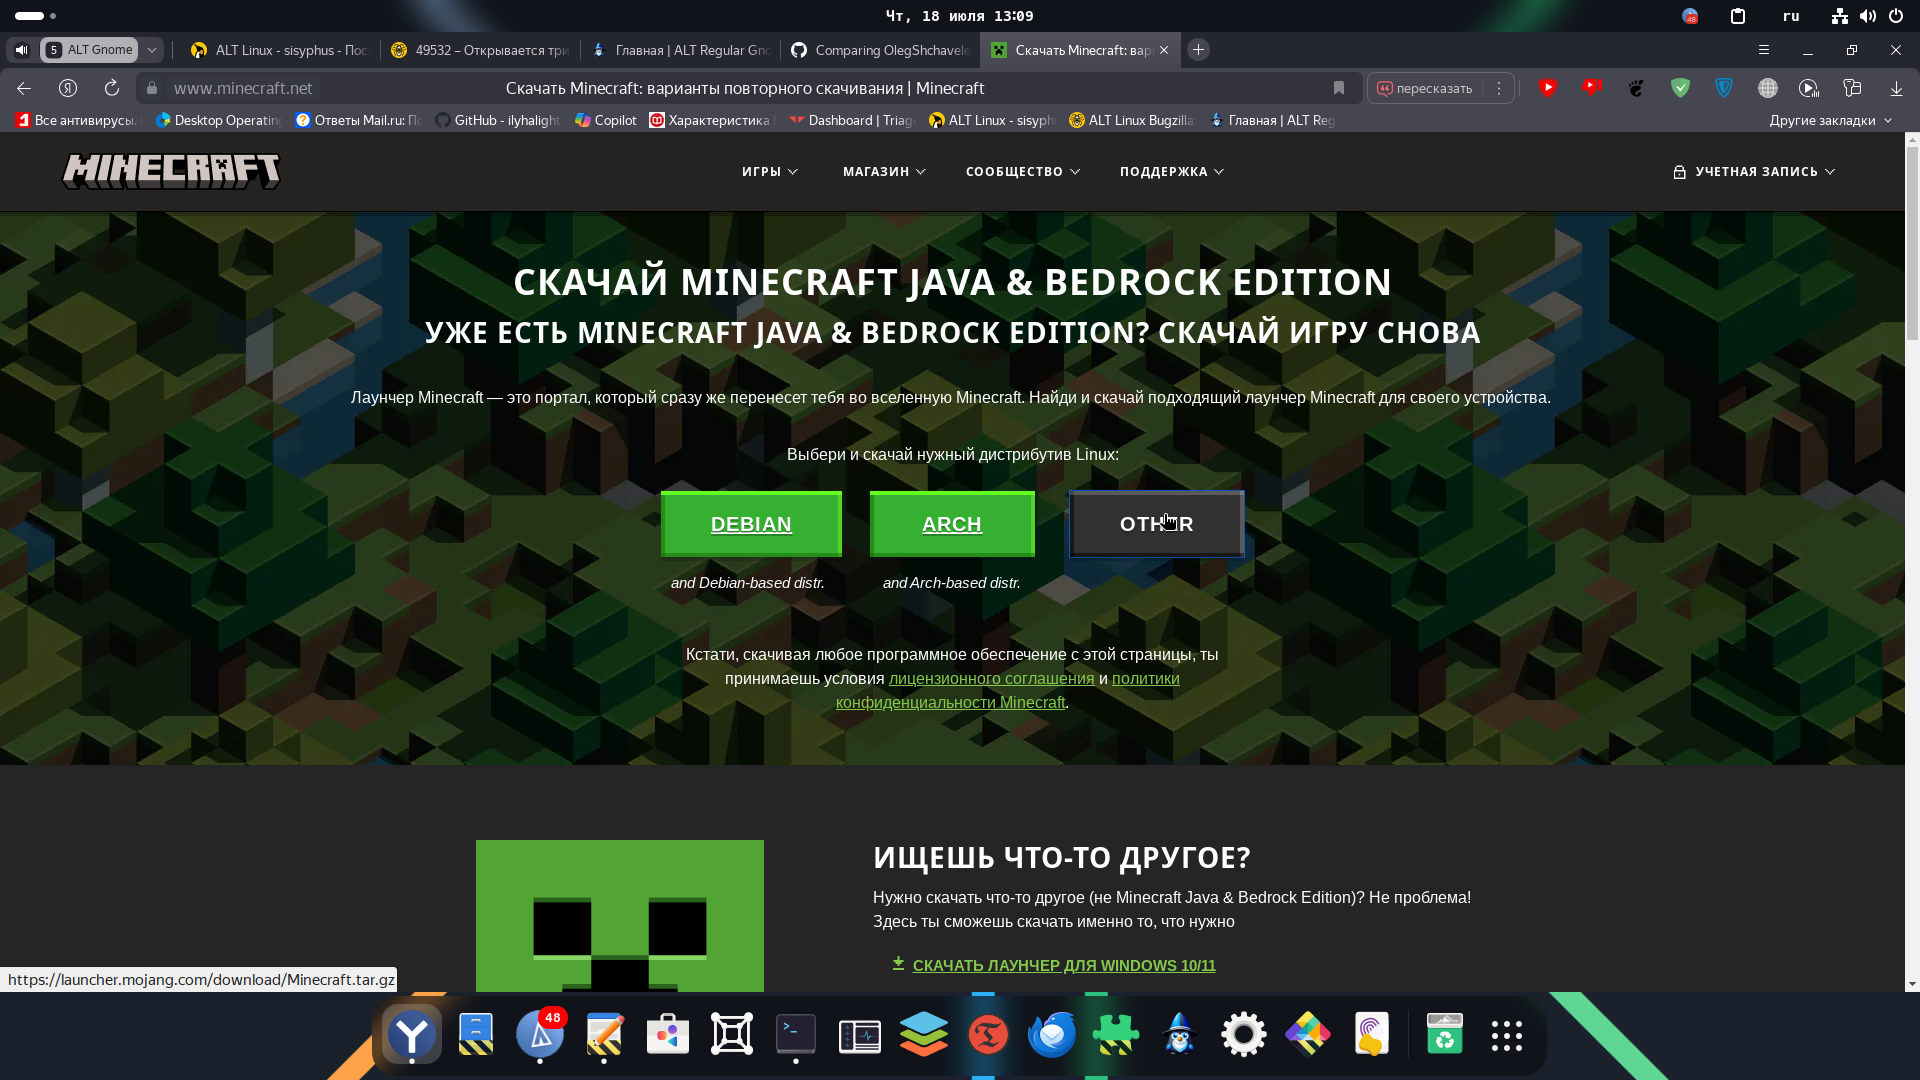 Чт, 18 июля 13:09
48
ru
5 ALT Gnome
ALT Linux - sisyphus - Пос
49532 – Открывается три
Главная | ALT Regular Gno
Comparing OlegShchavele
Скачать Minecraft: вар
www.minecraft.net
Скачать Minecraft: варианты повторного скачивания | Minecraft
пересказать
Все антивирусы.
Desktop Operatin
Ответы Mail.ru: П
GitHub - ilyhalight
Copilot
Характеристика
Dashboard | Triag
ALT Linux - sisyph
ALT Linux Bugzilla
Главная | ALT Reg
Другие закладки
MINECRAFT
ИГРЫ
МАГАЗИН
СООБЩЕСТВО
ПОДДЕРЖКА
УЧЕТНАЯ ЗАПИСЬ
СКАЧАЙ MINECRAFT JAVA & BEDROCK EDITION
УЖЕ ЕСТЬ MINECRAFT JAVA & BEDROCK EDITION? СКАЧАЙ ИГРУ СНОВА
Лаунчер Minecraft — это портал, который сразу же перенесет тебя во вселенную Minecraft. Найди и скачай подходящий лаунчер Minecraft для своего устройства.
Выбери и скачай нужный дистрибутив Linux:
DEBIAN
ARCH
OTHER
and Debian-based distr.
and Arch-based distr.
Кстати, скачивая любое программное обеспечение с этой страницы, ты
принимаешь условия лицензионного соглашения и политики
конфиденциальности Minecraft.
ИЩЕШЬ ЧТО-ТО ДРУГОЕ?
Нужно скачать что-то другое (не Minecraft Java & Bedrock Edition)? Не проблема!
Здесь ты сможешь скачать именно то, что нужно
СКАЧАТЬ ЛАУНЧЕР ДЛЯ WINDOWS 10/11
https://launcher.mojang.com/download/Minecraft.tar.gz
48